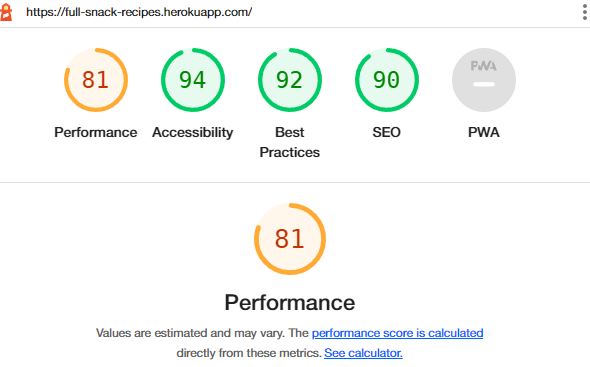 https://full-snack-recipes.herokuapp.com/
81 94 92 90 PWA
Performance Accessibility Best Practices SEO PWA
81
Performance
Values are estimated and may vary. The performance score is calculated
directly from these metrics. See calculator.